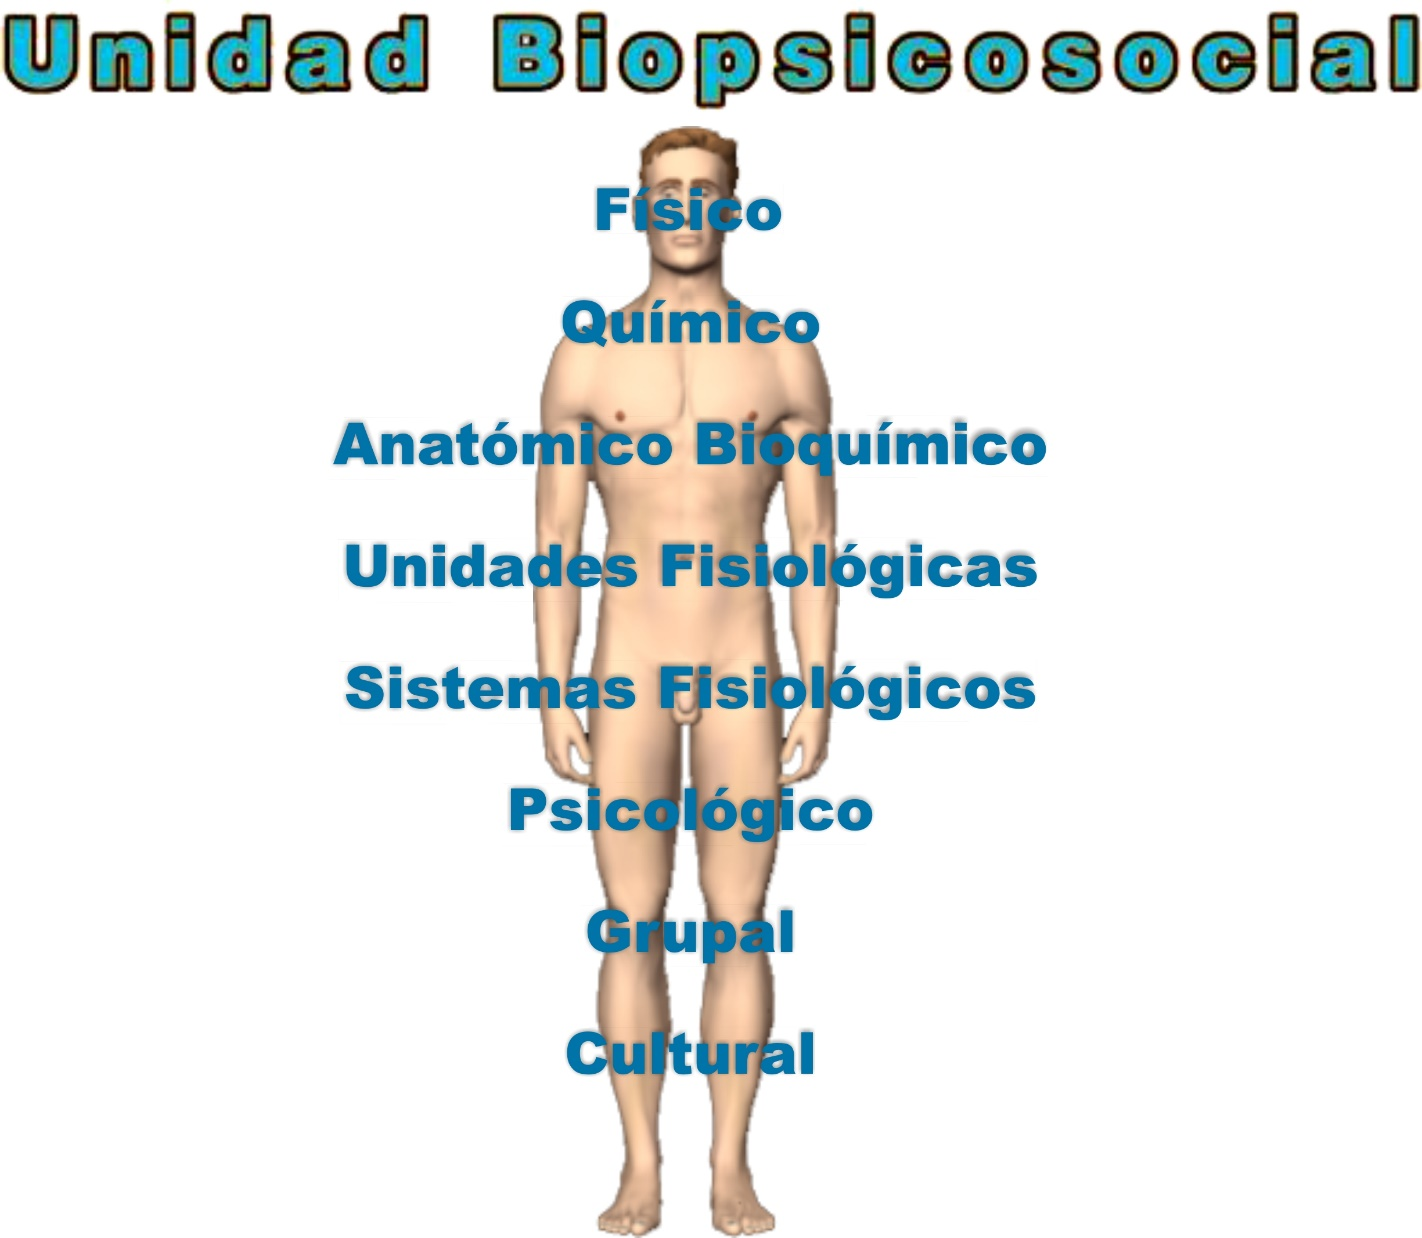 Unidad Biopsicosocial
Físico
Químico
Anatómico Bioquímico
Unidades Fisiológicas
Sistemas Fisiológicos
Psicológico
Grupal
Cultural